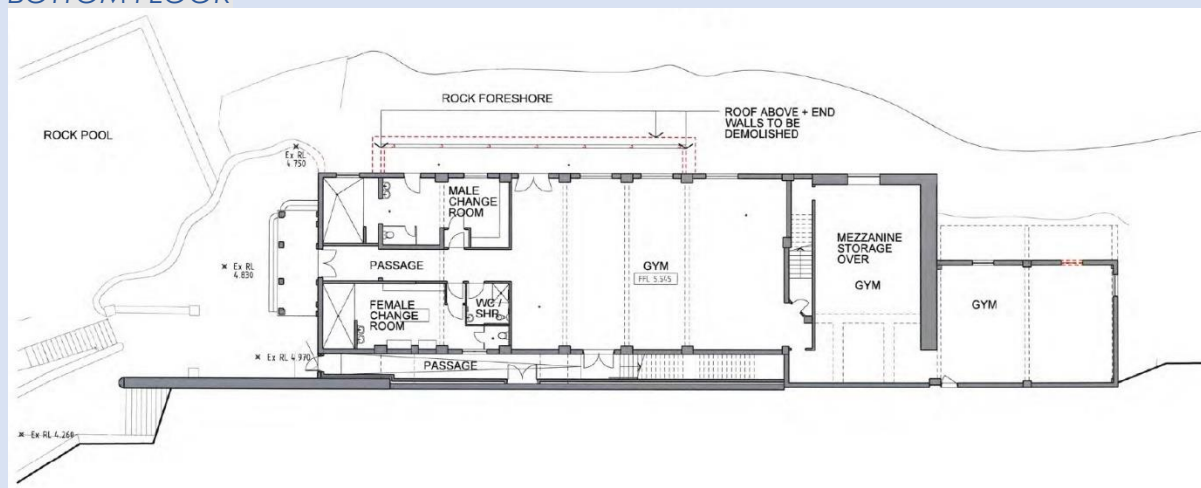 BOTTOM FLOOR
ROCK FORESHORE
ROOF ABOVE + END
WALLS TO BE
DEMOLISHED
ROCK POOL
Ex RL
4.750
MALE
CHANGE
ROOM
MEZZANINE
STORAGE
OVER
Ex RL
4.830
PASSAGE
GYM
FFL 5.545
GYM
GYM
FEMALE
CHANGE
ROOM
WC /
SHR
Ex RL 4.970
PASSAGE
Ex RL 4.260